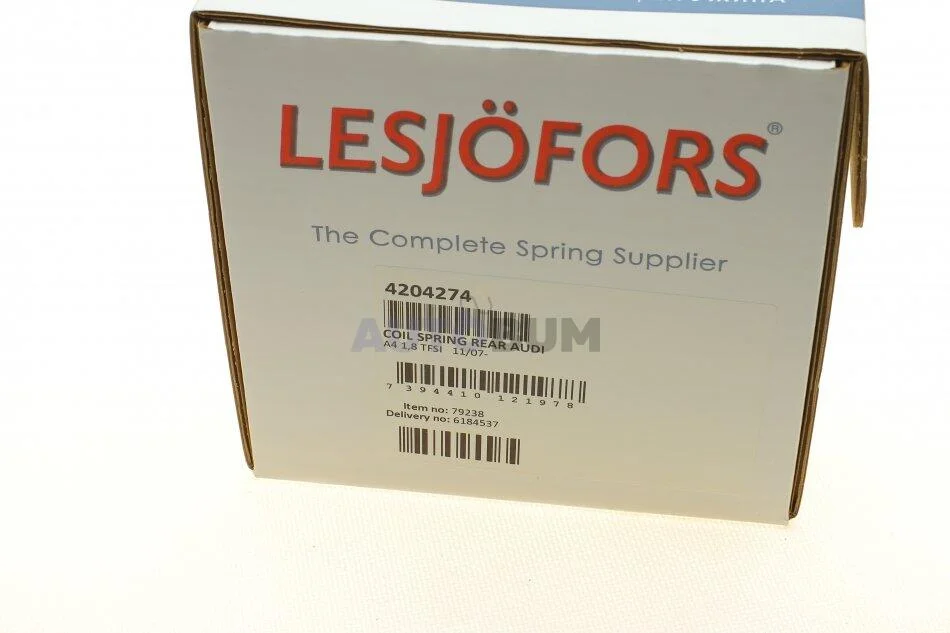 LESJÖFORS®
The Complete Spring Supplier
4204274
AUTOBUM
COIL SPRING REAR AUDI
A4 1,8 TFSI 11/07-
7 394410 121978
Item no: 79238
Delivery no: 6184537